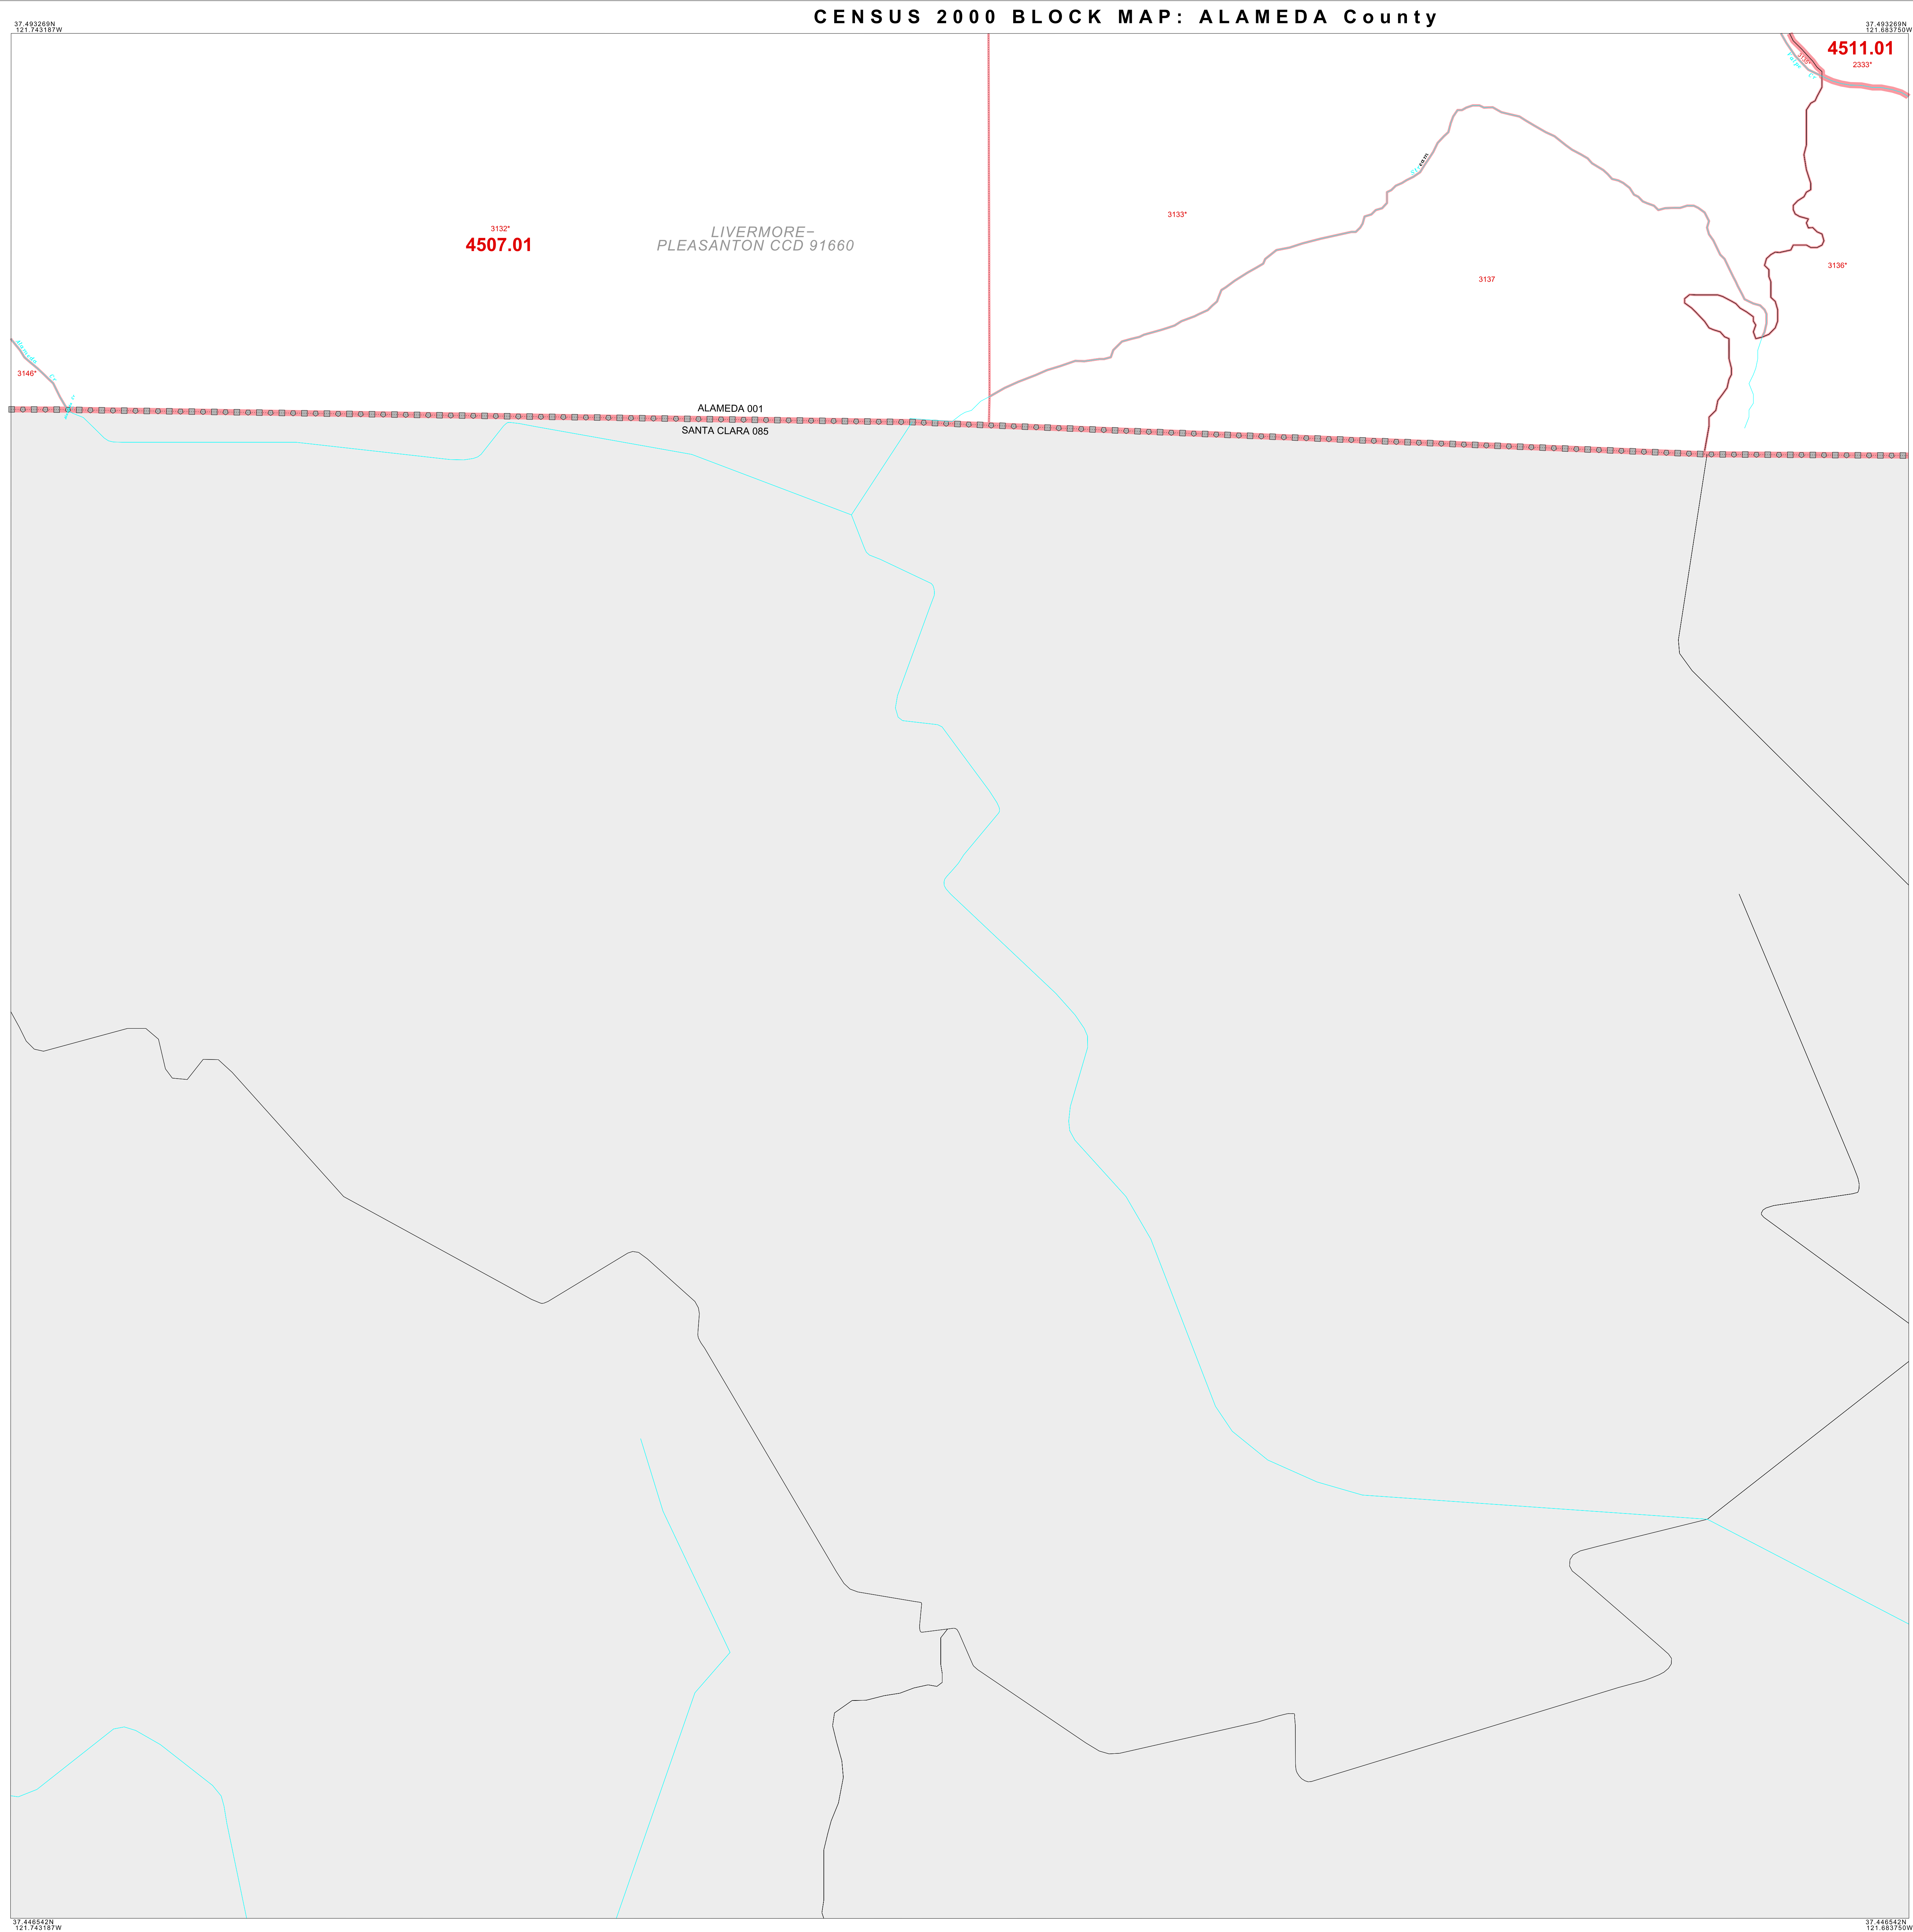 CENSUS 2000 BLOCK MAP: ALAMEDA County
37.493269N
121.743187W
37.493269N
121.683750W
4511.01
2333*
3133*
3132*
4507.01
LIVERMORE–
PLEASANTON CCD 91660
3136*
3137
3146*
Alameda Cr
ALAMEDA 001
SANTA CLARA 085
37.446542N
121.743187W
37.446542N
121.683750W